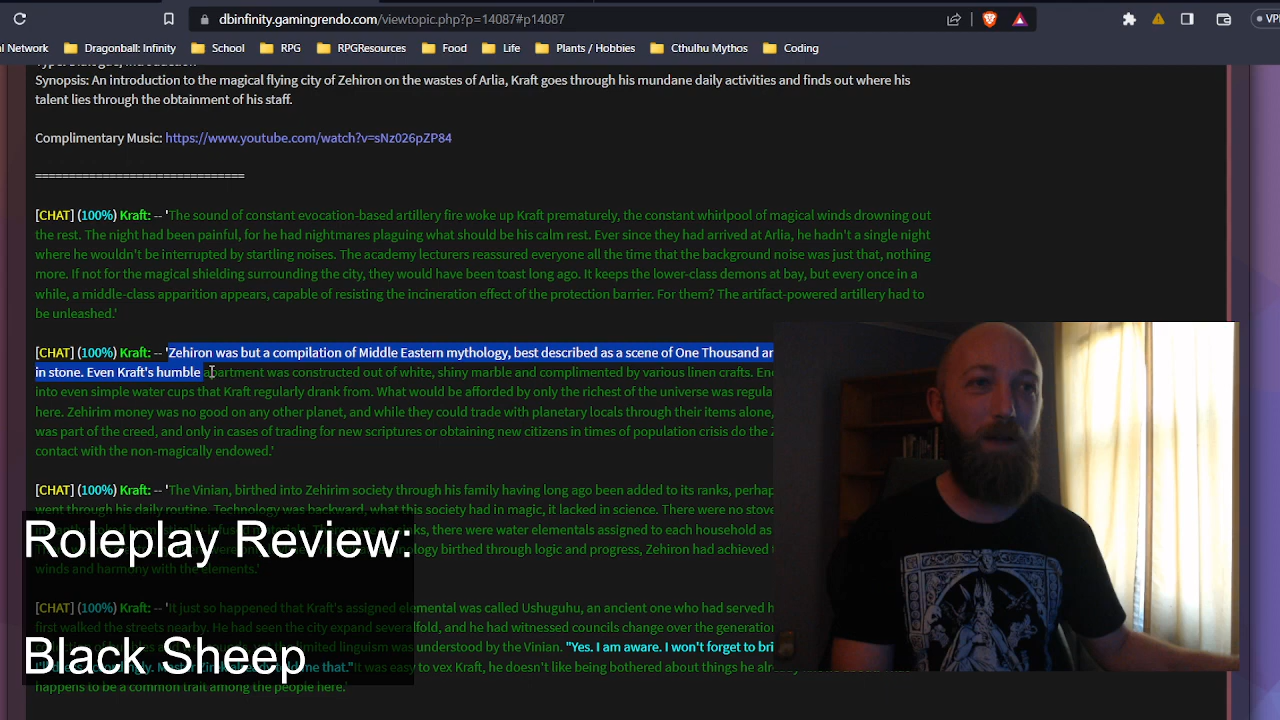 dbinfinity.gamingrendo.com/viewtopic.php?p=14087#p14087
VP
al Network Dragonball: Infinity School RPG RPGResources Food Life Plants / Hobbies Cthulhu Mythos Coding
Synopsis: An introduction to the magical flying city of Zehiron on the wastes of Arlia, Kraft goes through his mundane daily activities and finds out where his
talent lies through the obtainment of his staff.
Complimentary Music: https://www.youtube.com/watch?v=sNz026pZP84
===============================
[CHAT] (100%) Kraft: -- 'The sound of constant evocation-based artillery fire woke up Kraft prematurely, the constant whirlpool of magical winds drowning out
the rest. The night had been painful, for he had nightmares plaguing what should be his calm rest. Ever since they had arrived at Arlia, he hadn't a single night
where he wouldn't be interrupted by startling noises. The academy lecturers reassured everyone all the time that the background noise was just that, nothing
more. If not for the magical shielding surrounding the city, they would have been toast long ago. It keeps the lower-class demons at bay, but every once in a
while, a middle-class apparition appears, capable of resisting the incineration effect of the protection barrier. For them? The artifact-powered artillery had to
be unleashed.'
[CHAT] (100%) Kraft: -- 'Zehiron was but a compilation of Middle Eastern mythology, best described as a scene of One Thousand an
in stone. Even Kraft's humble apartment was constructed out of white, shiny marble and complimented by various linen crafts. En
into even simple water cups that Kraft regularly drank from. What would be afforded by only the richest of the universe was regula
here. Zehirim money was no good on any other planet, and while they could trade with planetary locals through their items alone,
was part of the creed, and only in cases of trading for new scriptures or obtaining new citizens in times of population crisis do the Z
contact with the non-magically endowed.'
[CHAT] (100%) Kraft: -- 'The Vinian, birthed into Zehirim society through his family having long ago been added to its ranks, perhap
went through his daily routine. Technology was backward, what this society had in magic, it lacked in science. There were no stove
there were water elementals assigned to each household as
Roleplay Review:
ology birthed through logic and progress, Zehiron had achieved t
winds and harmony with the elements.'
[CHAT] (100%) Kraft: -- 'It just so happened that Kraft's assigned elemental was called Ushuguhu, an ancient one who had served h
first walked the streets nearby. He had seen the city expand severalfold, and he had witnessed councils change over the generation
limited linguism was understood by the Vinian. "Yes. I am aware. I won't forget to bri
Black Sheep
me that." It was easy to vex Kraft, he doesn't like being bothered about things he al
happens to be a common trait among the people here.'